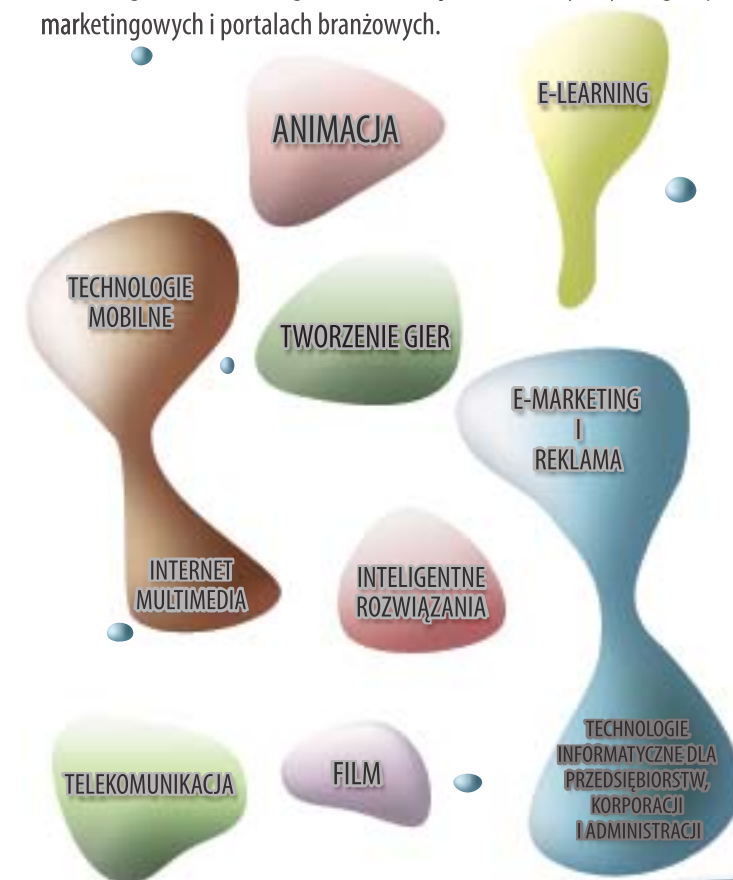 marketingowych i portalach branżowych.
ANIMACJA
E-LEARNING
TECHNOLOGIE
MOBILNE
TWORZENIE GIER
E-MARKETING
I
REKLAMA
INTERNET
MULTIMEDIA
INTELIGENTNE
ROZWIĄZANIA
TELEKOMUNIKACJA
FILM
TECHNOLOGIE
INFORMATYCZNE DLA
PRZEDSIĘBIORSTW,
KORPORACJI
I ADMINISTRACJI